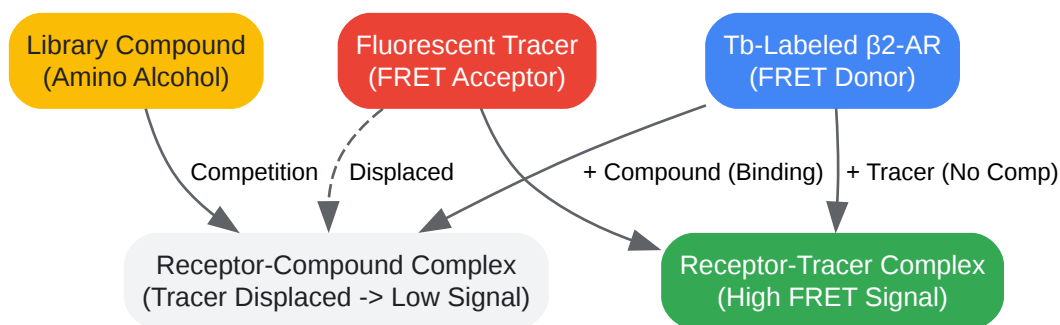 Library Compound
(Amino Alcohol)
Fluorescent Tracer
(FRET Acceptor)
Tb-Labeled β2-AR
(FRET Donor)
Competition
Displaced
+ Compound (Binding)
+ Tracer (No Comp)
Receptor-Compound Complex
(Tracer Displaced -> Low Signal)
Receptor-Tracer Complex
(High FRET Signal)